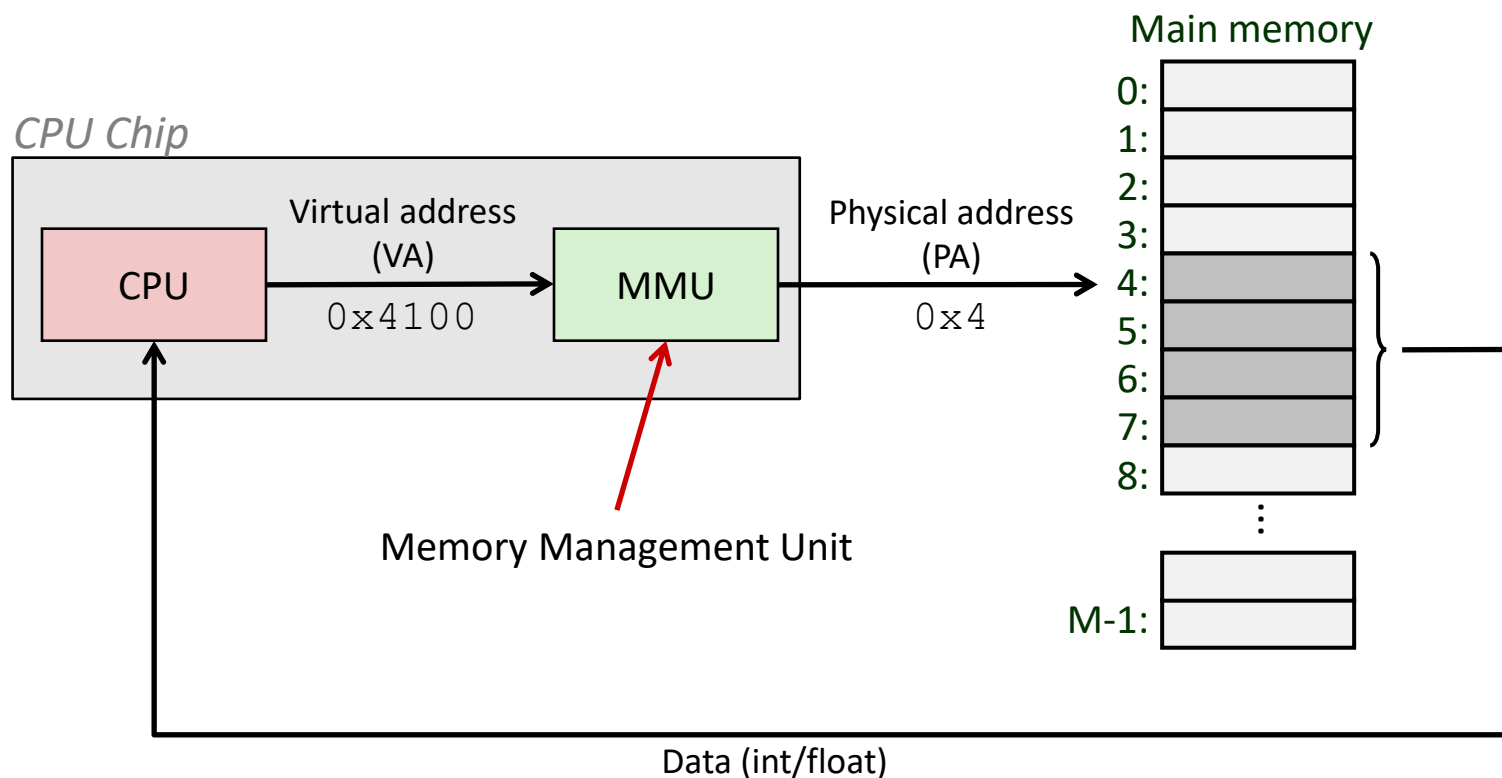 Main memory
0:
CPU Chip
1:
2:
Virtual address
(VA)
Physical address
(PA)
3:
CPU
MMU
4:
0x4100
0x4
5:
6:
7:
8:
⋮
Memory Management Unit
M-1:
Data (int/float)